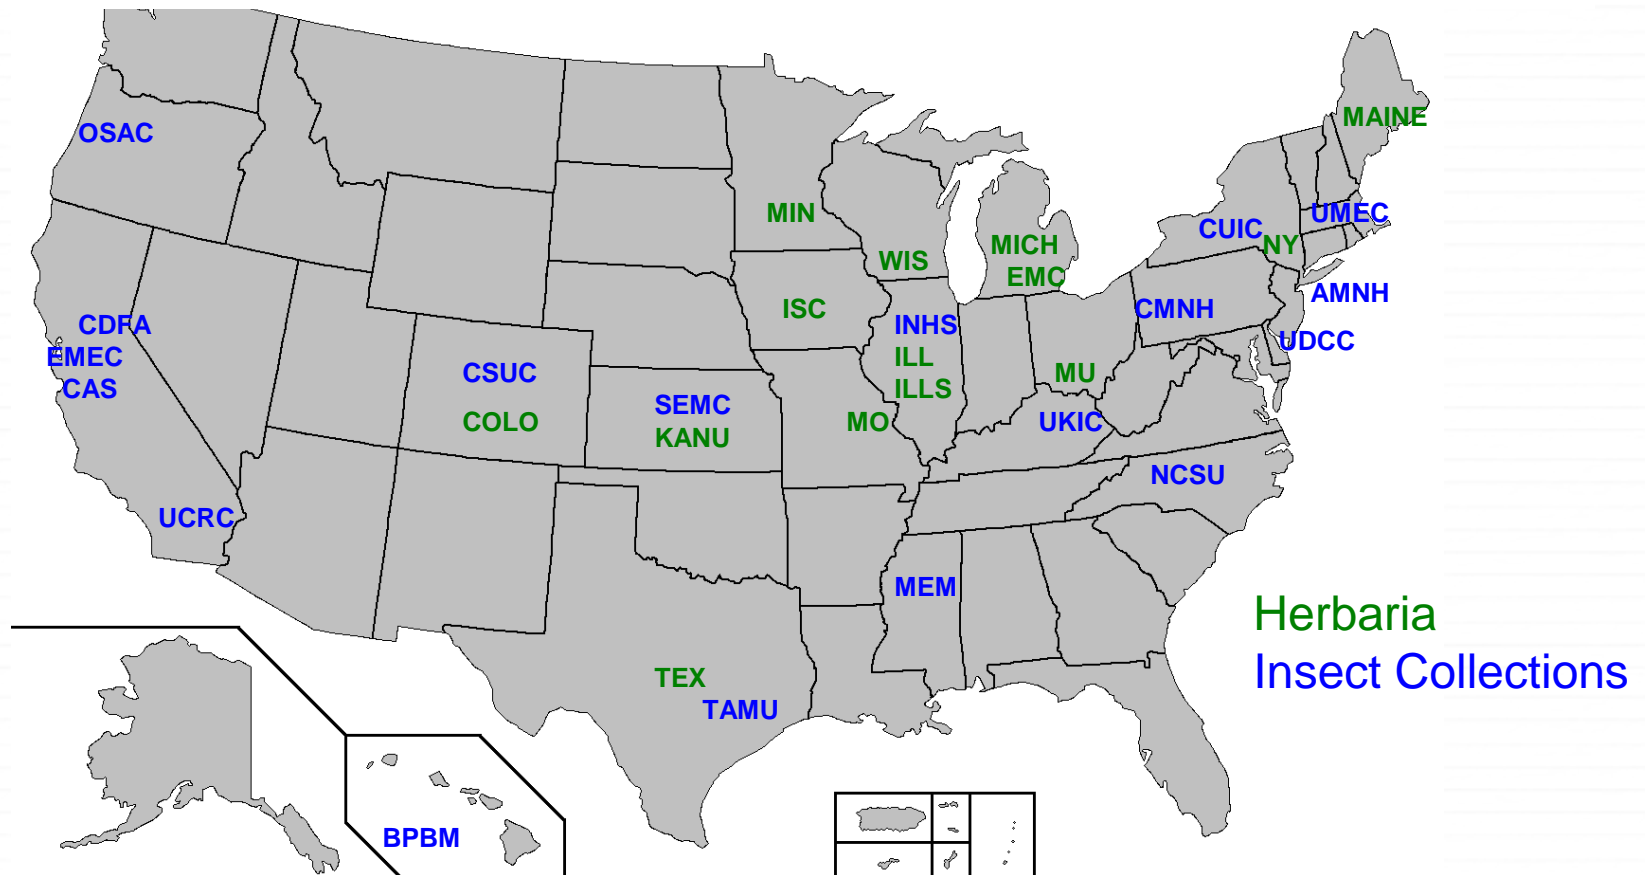 MAINE
OSAC
MIN
UMEC
CUIC
NY
MICH
WIS
EMC
AMNH
ISC
CMNH
CDFA
INHS
UDCC
EMEC
ILL
CSUC
MU
CAS
ILLS
SEMC
COLO
MO
UKIC
KANU
NCSU
UCRC
MEM
Herbaria
Insect Collections
TEX
TAMU
BPBM